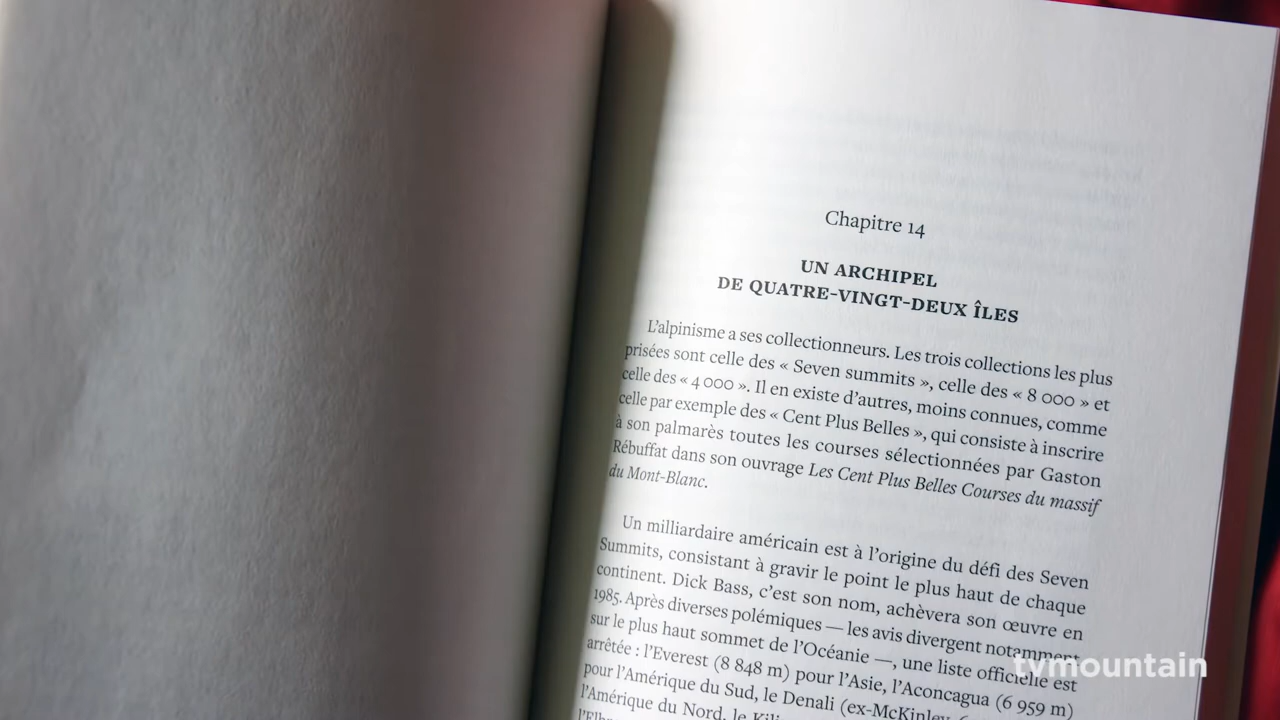 Chapitre 14
UN ARCHIPEL
DE QUATRE-VINGT-DEUX ÎLES
L'alpinisme a ses collectionneurs. Les trois collections les plus
prisées sont celle des « Seven summits », celle des « 8 000 » et
celle des « 4 000 ». Il en existe d'autres, moins connues, comme
celle par exemple des « Cent Plus Belles », qui consiste à inscrire
à son palmarès toutes les courses sélectionnées par Gaston
Rébuffat dans son ouvrage Les Cent Plus Belles Courses du massif
du Mont-Blanc.
Un milliardaire américain est à l'origine du défi des Seven
Summits, consistant à gravir le point le plus haut de chaque
continent. Dick Bass, c'est son nom, achèvera son œuvre en
1985. Après diverses polémiques — les avis divergent notamment
sur le plus haut sommet de l'Océanie —, une liste officielle est
arrêtée : l'Everest (8 848 m) pour l'Asie, l'Aconcagua (6 959 m)
pour l'Amérique du Sud, le Denali (ex-McKinley,
l'Amérique du Nord, le
tvmountain